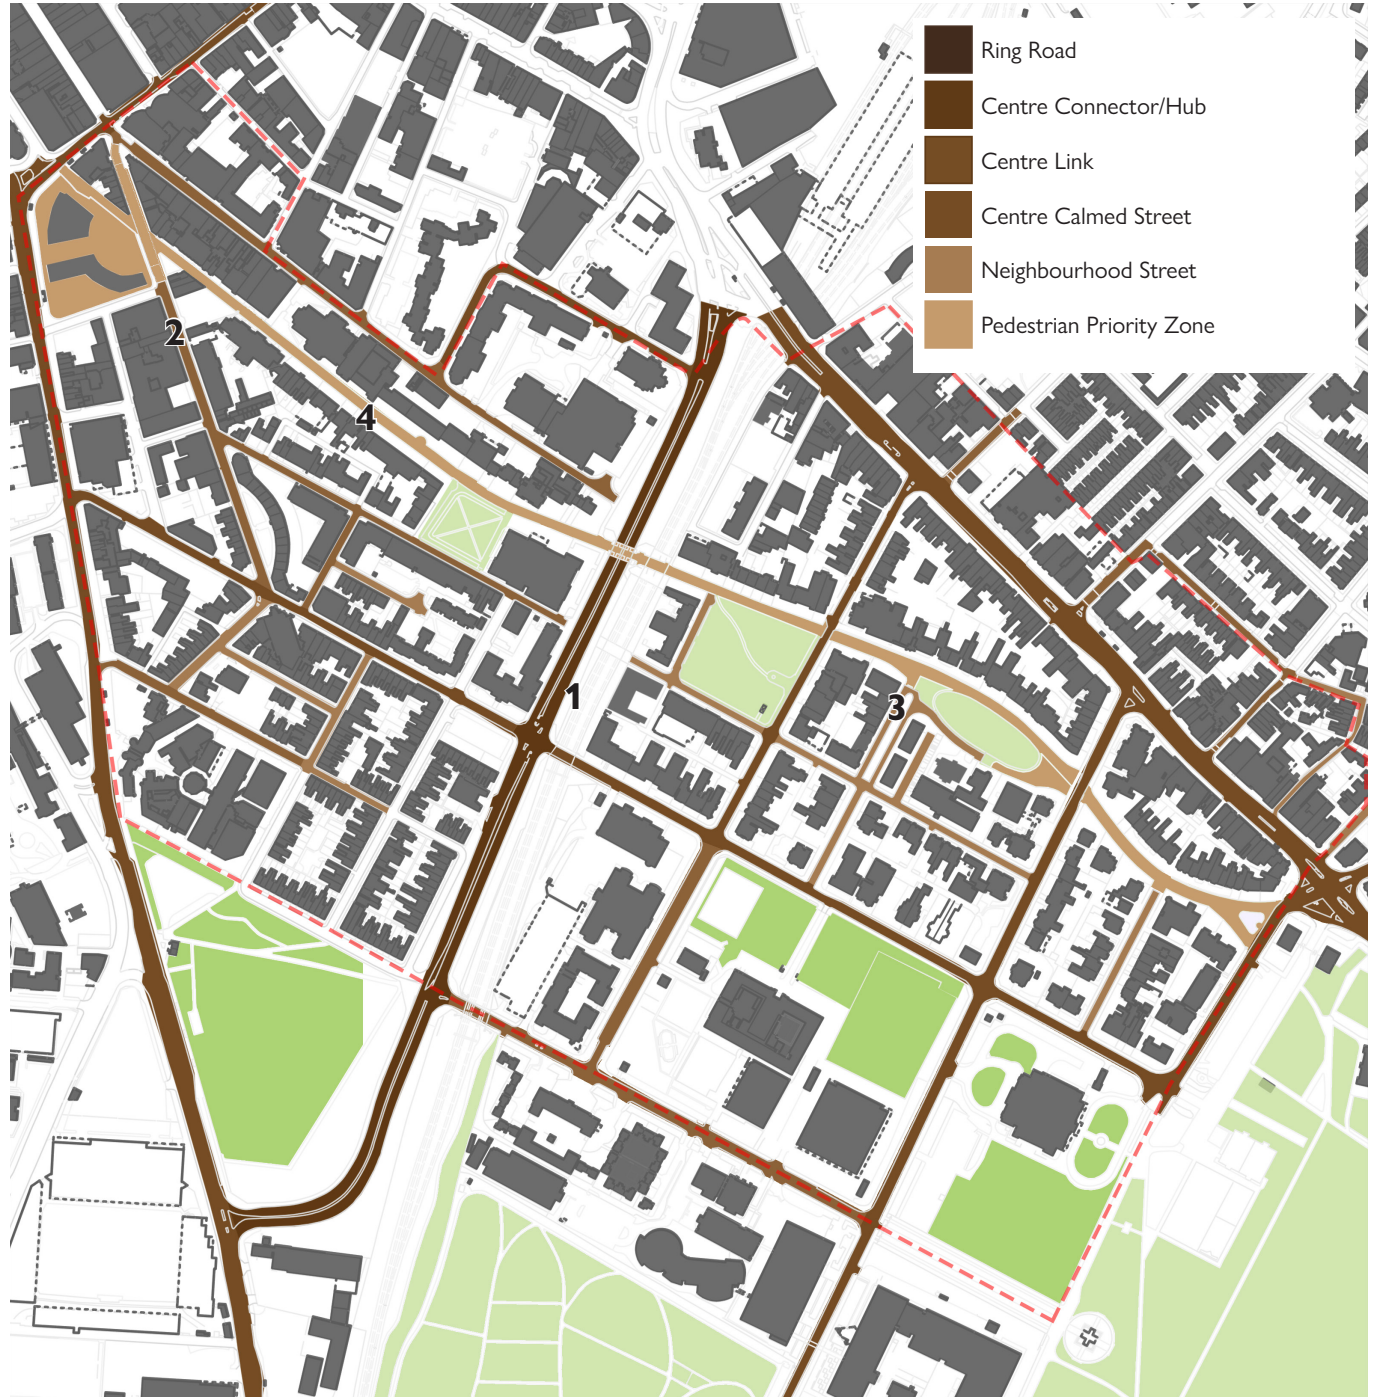 Ring Road
Centre Connector/Hub
Centre Link
Centre Calmed Street
Neighbourhood Street
Pedestrian Priority Zone
2
4
1
3